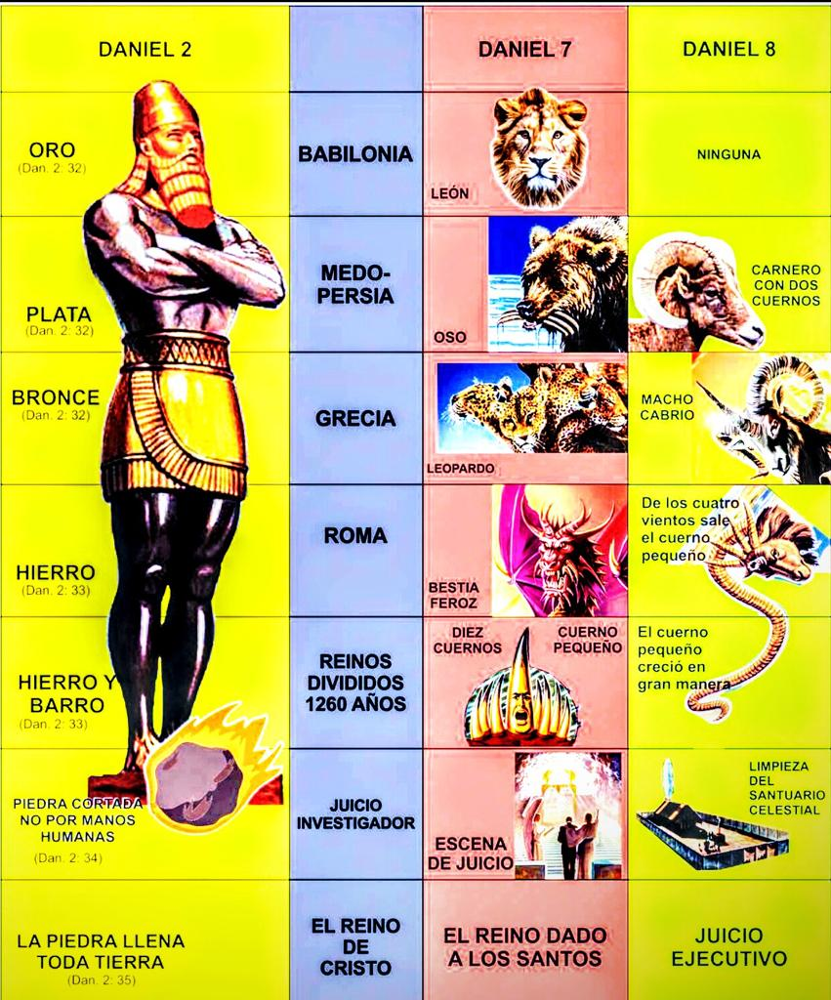 DANIEL 2
DANIEL 7
DANIEL 8
ORO
(Dan. 2: 32)
BABILONIA
LEÓN
NINGUNA
PLATA
(Dan. 2: 32)
MEDO-
PERSIA
OSO
CARNERO
CON DOS
CUERNOS
BRONCE
(Dan. 2: 32)
GRECIA
LEOPARDO
MACHO
CABRIO
HIERRO
(Dan. 2: 33)
ROMA
BESTIA
FEROZ
De los cuatro
vientos sale
el cuerno
pequeño
HIERRO Y
BARRO
(Dan. 2: 33)
REINOS
DIVIDIDOS
1260 AÑOS
DIEZ
CUERNOS
CUERNO
PEQUEÑO
El cuerno
pequeño
creció en
gran manera
PIEDRA CORTADA
NO POR MANOS
HUMANAS
(Dan. 2: 34)
JUICIO
INVESTIGADOR
ESCENA
DE JUICIO
LIMPIEZA
DEL
SANTUARIO
CELESTIAL
LA PIEDRA LLENA
TODA TIERRA
(Dan. 2: 35)
EL REINO
DE
CRISTO
EL REINO DADO
A LOS SANTOS
JUICIO
EJECUTIVO